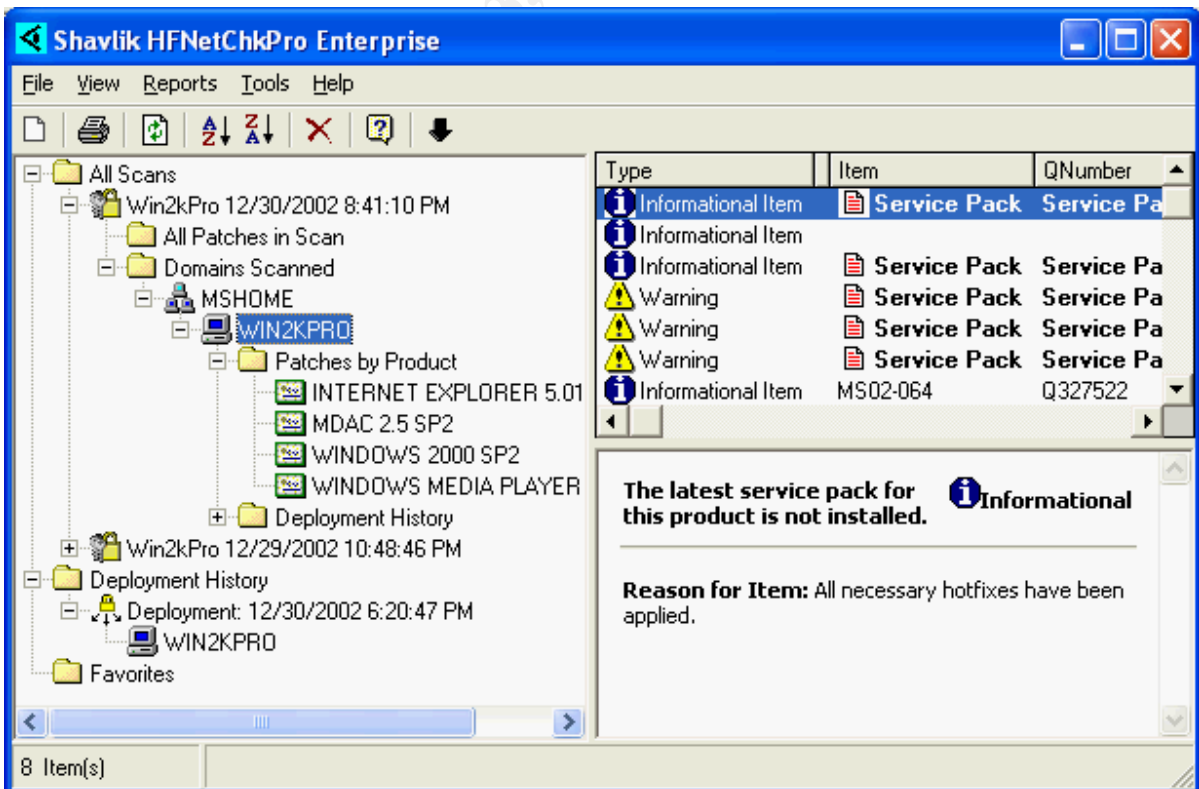 Shavlik HFNetChkPro Enterprise
File View Reports Tools Help
All Scans
Win2kPro 12/30/2002 8:41:10 PM
All Patches in Scan
Domains Scanned
MSHOME
WIN2KPRO
Patches by Product
INTERNET EXPLORER 5.01
MDAC 2.5 SP2
WINDOWS 2000 SP2
WINDOWS MEDIA PLAYER
Deployment History
Win2kPro 12/29/2002 10:48:46 PM
Deployment History
Deployment: 12/30/2002 6:20:47 PM
WIN2KPRO
Favorites
Type Item QNumber
Informational Item Service Pack Service Pa
Informational Item
Informational Item Service Pack Service Pa
Warning Service Pack Service Pa
Warning Service Pack Service Pa
Warning Service Pack Service Pa
Informational Item MS02-064 Q327522
The latest service pack for
this product is not installed.
Informational
Reason for Item: All necessary hotfixes have been
applied.
8 Item(s)